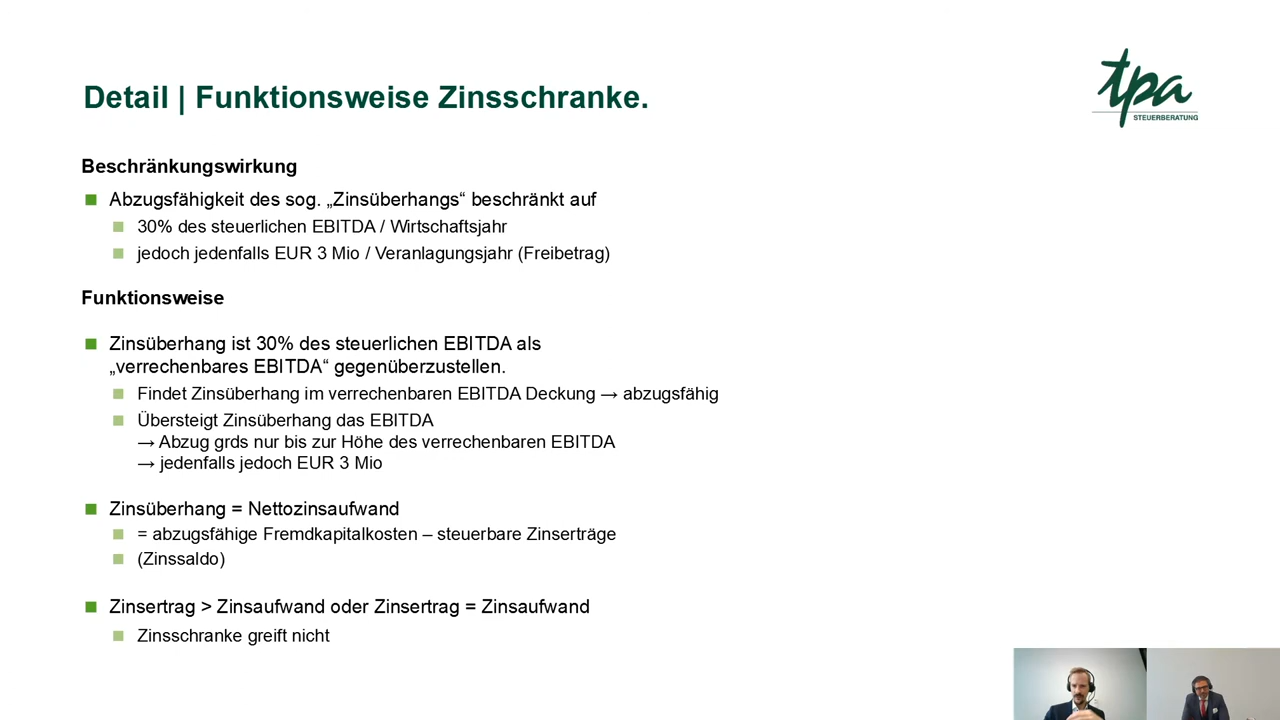 Detail | Funktionsweise Zinsschranke.
tpa
STEUERBERATUNG
Beschränkungswirkung
Abzugsfähigkeit des sog. „Zinsüberhangs“ beschränkt auf
30% des steuerlichen EBITDA / Wirtschaftsjahr
jedoch jedenfalls EUR 3 Mio / Veranlagungsjahr (Freibetrag)
Funktionsweise
Zinsüberhang ist 30% des steuerlichen EBITDA als
„verrechenbares EBITDA“ gegenüberzustellen.
Findet Zinsüberhang im verrechenbaren EBITDA Deckung → abzugsfähig
Übersteigt Zinsüberhang das EBITDA
→ Abzug grds nur bis zur Höhe des verrechenbaren EBITDA
→ jedenfalls jedoch EUR 3 Mio
Zinsüberhang = Nettozinsaufwand
= abzugsfähige Fremdkapitalkosten – steuerbare Zinserträge
(Zinssaldo)
Zinsertrag > Zinsaufwand oder Zinsertrag = Zinsaufwand
Zinsschranke greift nicht